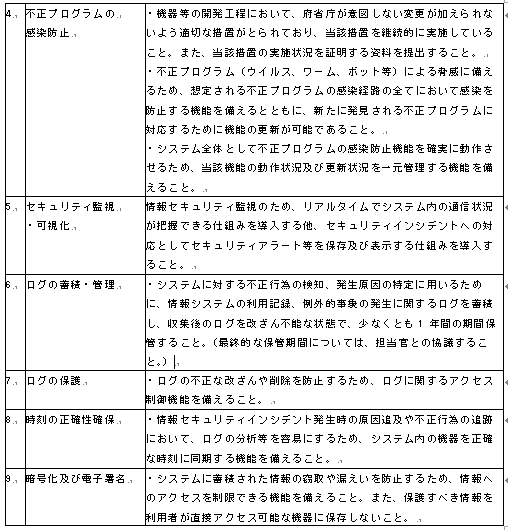 4 不正プログラムの
感染防止
・機器等の開発工程において、府省庁が意図しない変更が加えられな
いよう適切な措置がとられており、当該措置を継続的に実施している
こと。また、当該措置の実施状況を証明する資料を提出すること。
・不正プログラム（ウイルス、ワーム、ボット等）による脅威に備え
るため、想定される不正プログラムの感染経路の全てにおいて感染を
防止する機能を備えるとともに、新たに発見される不正プログラムに
対応するために機能の更新が可能であること。
・システム全体として不正プログラムの感染防止機能を確実に動作さ
せるため、当該機能の動作状況及び更新状況を一元管理する機能を備
えること。
5 セキュリティ監視
・可視化
情報セキュリティ監視のため、リアルタイムでシステム内の通信状況
が把握できる仕組みを導入する他、セキュリティインシデントへの対
応としてセキュリティアラート等を保存及び表示する仕組みを導入す
ること。
6 ログの蓄積・管理
・システムに対する不正行為の検知、発生原因の特定に用いるため
に、情報システムの利用記録、例外的事象の発生に関するログを蓄積
し、収集後のログを改ざん不能な状態で、少なくとも 1 年間の期間保
管すること。（最終的な保管期間については、担当官との協議するこ
と。）
7 ログの保護
・ログの不正な改ざんや削除を防止するため、ログに関するアクセス
制御機能を備えること。
8 時刻の正確性確保
・情報セキュリティインシデント発生時の原因追及や不正行為の追跡
において、ログの分析等を容易にするため、システム内の機器を正確
な時刻に同期する機能を備えること。
9 暗号化及び電子署名
・システムに蓄積された情報の窃取や漏えいを防止するため、情報へ
のアクセスを制限できる機能を備えること。また、保護すべき情報を
利用者が直接アクセス可能な機器に保存しないこと。